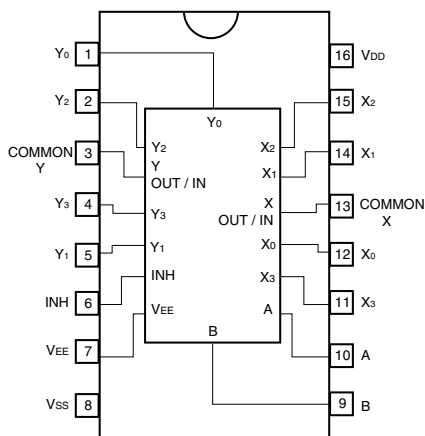 Y0 1
Y2 2
COMMON Y 3
Y3 4
Y1 5
INH 6
VEE 7
VSS 8
Y0
Y2
Y
OUT / IN
Y3
Y1
INH
VEE
B
X2
X1
X
OUT / IN
X0
X3
A
16 VDD
15 X2
14 X1
13 COMMON X
12 X0
11 X3
10 A
9 B